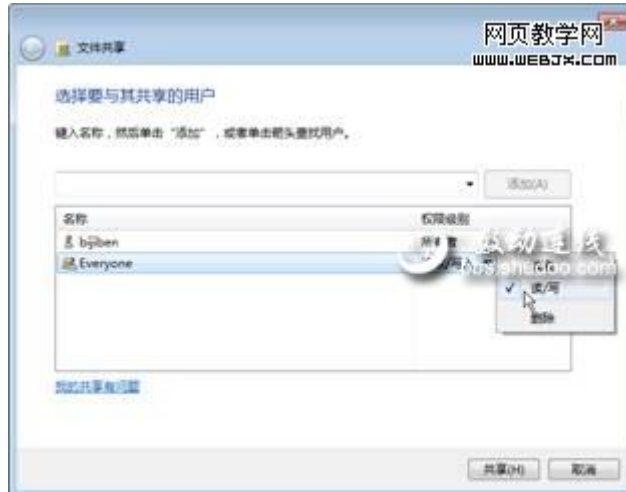 网页教学网
www.webjx.com
文件共享
选择要与其共享的用户
键入名称，然后单击“添加”，或者单击箭头查找用户。
添加(A)
名称 权限级别
bijiben
Everyone
读/写
删除
我的共享有问题
共享(H) 取消